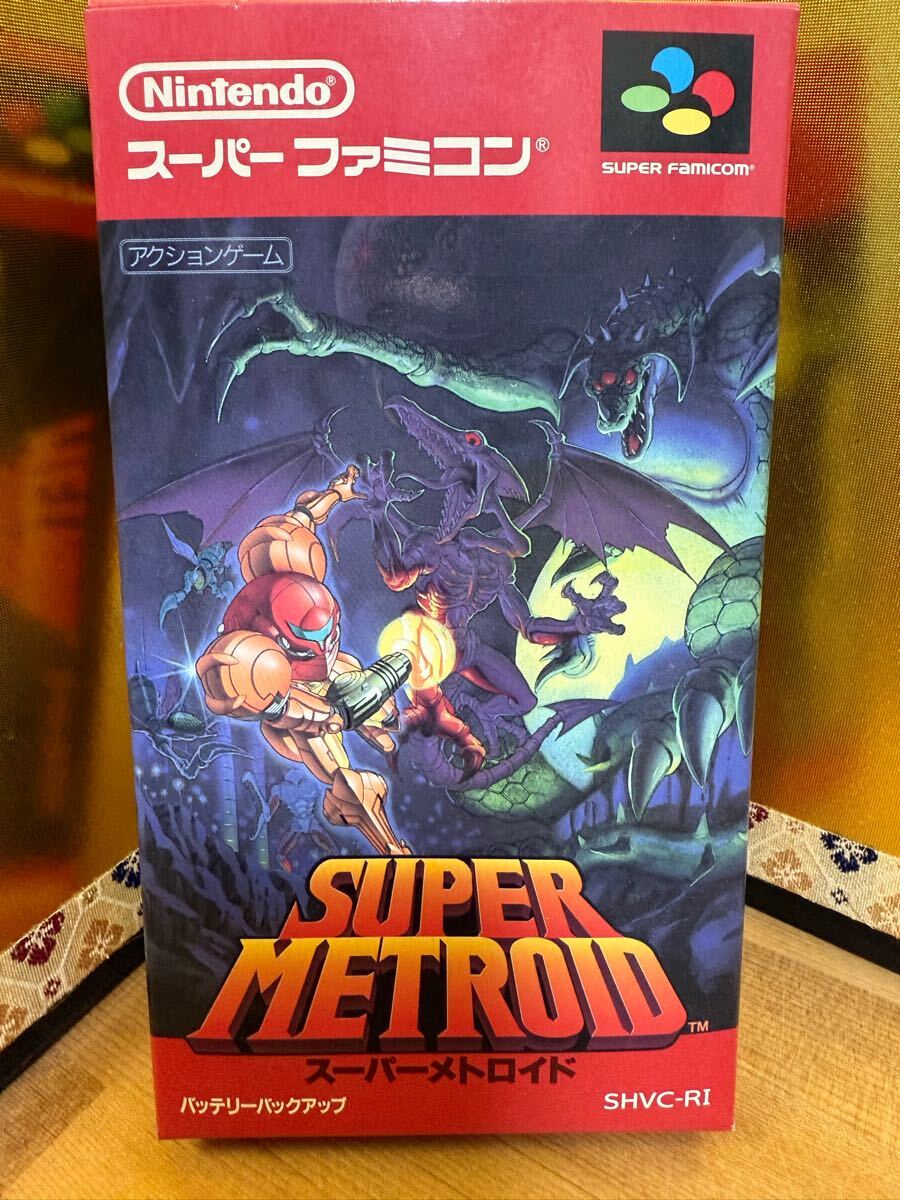 Nintendo®
スーパーファミコン®
SUPER FAMICOM®
アクションゲーム
SUPER
METROID™
スーパーメトロイド
バッテリーバックアップ
SHVC-RI